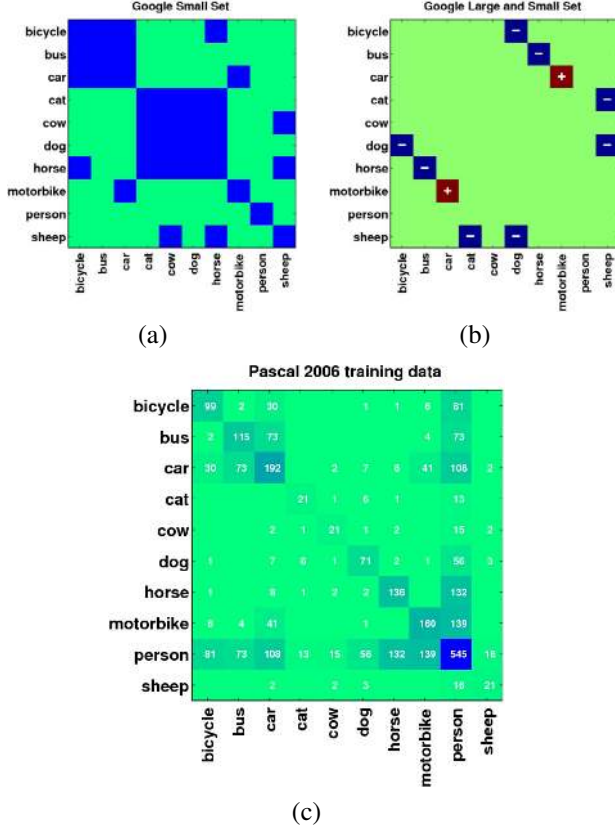 Google Small Set
bicycle
bus
car
cat
cow
dog
horse
motorbike
person
sheep
bicycle
bus
car
cat
cow
dog
horse
motorbike
person
sheep
(a)
Google Large and Small Set
bicycle −
bus −
car +
cat −
cow
dog − −
horse −
motorbike +
person
sheep − −
bicycle
bus
car
cat
cow
dog
horse
motorbike
person
sheep
(b)
Pascal 2006 training data
bicycle 99 2 30 1 1 6 81
bus 2 115 73 4 73
car 30 73 192 2 7 6 41 108 2
cat 21 1 6 1 13
cow 2 1 21 1 2 15 2
dog 1 7 6 1 71 2 1 56 3
horse 1 8 1 2 2 136 132
motorbike 6 4 41 1 160 139
person 81 73 108 13 15 56 132 139 545 16
sheep 2 2 3 16 21
bicycle
bus
car
cat
cow
dog
horse
motorbike
person
sheep
(c)